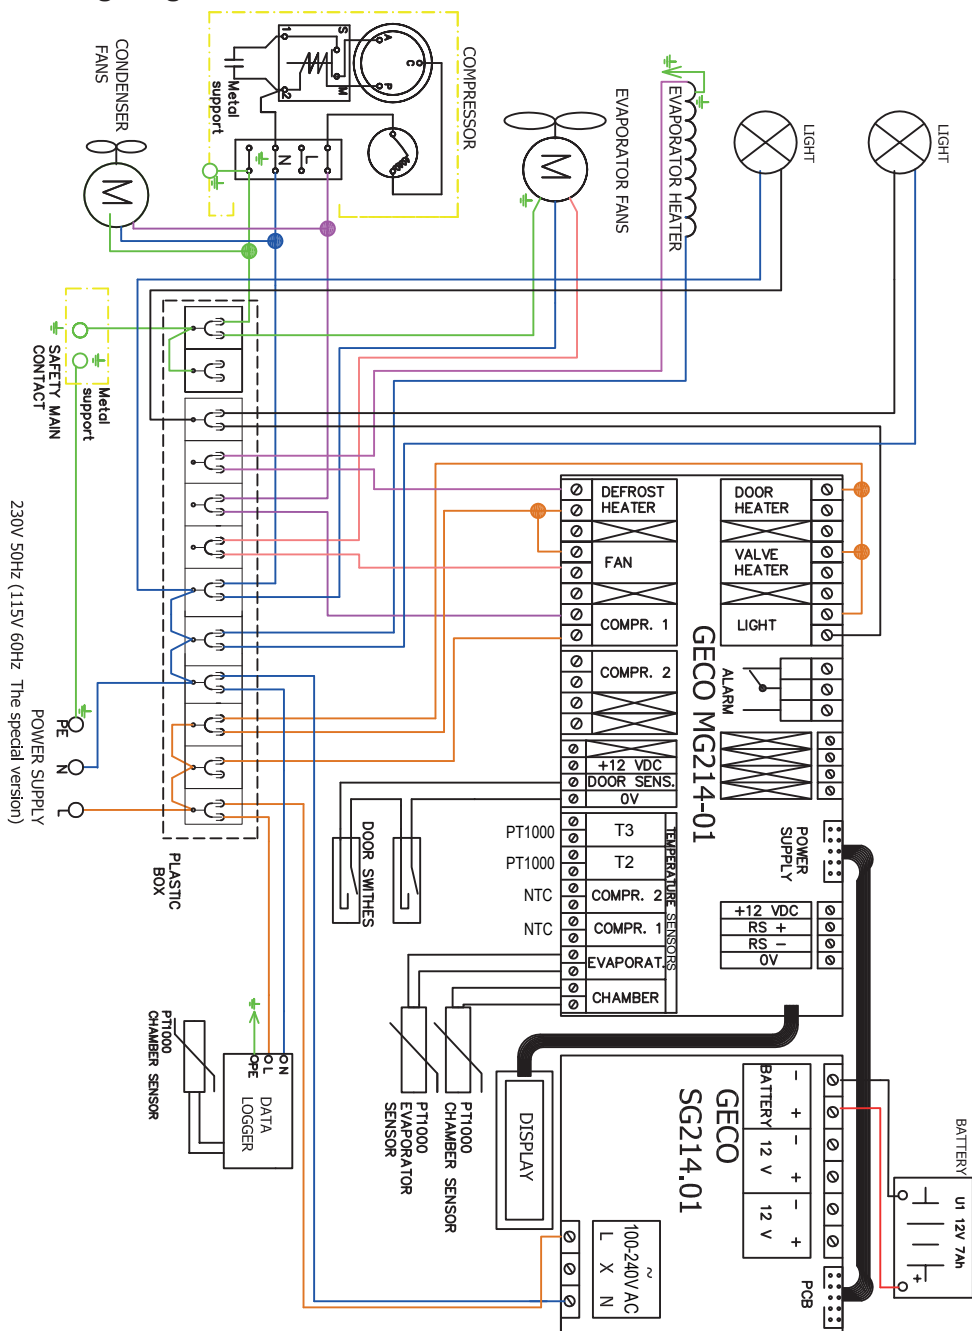 CONDENSER
FANS
M
1
2
S
M
A
C
P
COMPRESSOR
Metal
support
N
L
M
EVAPORATOR FANS
EVAPORATOR HEATER
LIGHT
LIGHT
SAFETY MAIN
CONTACT
Metal
support
230V 50Hz (115V 60Hz The special version)
POWER SUPPLY
PE
N
L
PLASTIC
BOX
DEFROST
HEATER
FAN
COMPR. 1
COMPR. 2
+12 VDC
DOOR SENS.
0V
T3
T2
COMPR. 2
COMPR. 1
EVAPORAT.
CHAMBER
TEMPERATURE SENSORS
PT1000
PT1000
NTC
NTC
GECO MG214-01
DOOR
HEATER
VALVE
HEATER
LIGHT
ALARM
POWER
SUPPLY
+12 VDC
RS +
RS -
0V
DOOR SWITHES
PT1000
CHAMBER SENSOR
PT1000
EVAPORATOR
SENSOR
PT1000
CHAMBER SENSOR
DATA
LOGGER
PE
L
N
DISPLAY
GECO
SG214.01
BATTERY
- +
12 V
- +
12 V
- +
~
100-240V AC
L X N
PCB
BATTERY
U1 12V 7Ah
+